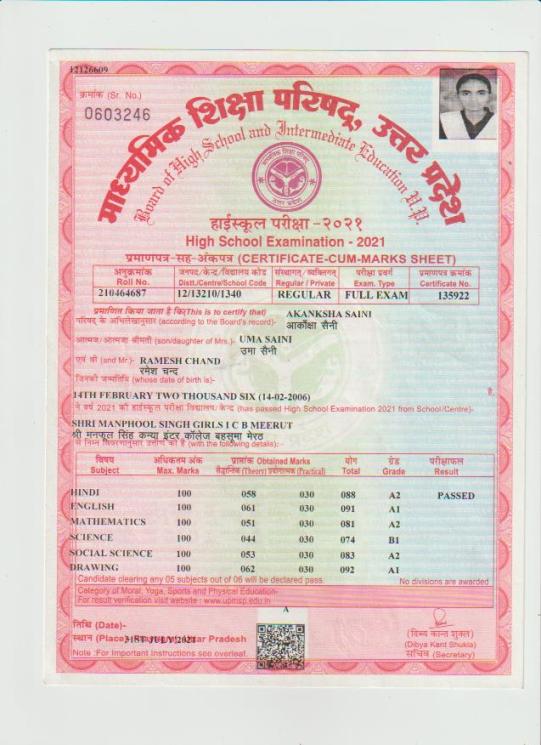 12126609
क्रमांक (Sr. No.)
0603246
माध्यमिक शिक्षा परिषद, उत्तर प्रदेश
Board of High School and Intermediate Education U.P.
हाईस्कूल परीक्षा -२०२१
High School Examination - 2021
प्रमाणपत्र-सह-अंकपत्र (CERTIFICATE-CUM-MARKS SHEET)
अनुक्रमांक जनपद/केन्द्र/विद्यालय कोड संस्थागत/व्यक्तिगत परीक्षा प्रवर्ग प्रमाणपत्र क्रमांक
Roll No. Distt./Centre/School Code Regular / Private Exam. Type Certificate No.
210464687 12/13210/1340 REGULAR FULL EXAM 135922
प्रमाणित किया जाता है कि(This is to certify that) AKANKSHA SAINI
परिषद् के अभिलेखानुसार (according to the Board's record)- आकाँक्षा सैनी
आत्मज/आत्मजा श्रीमती (son/daughter of Mrs.)- UMA SAINI
उमा सैनी
एवं श्री (and Mr.)- RAMESH CHAND
रमेश चन्द
जिनकी जन्मतिथि (whose date of birth is)-
14TH FEBRUARY TWO THOUSAND SIX (14-02-2006) है,
ने वर्ष 2021 की हाईस्कूल परीक्षा विद्यालय/केन्द्र (has passed High School Examination 2021 from School/Centre)-
SHRI MANPHOOL SINGH GIRLS I C B MEERUT
श्री मनफूल सिंह कन्या इंटर कॉलेज बहसूमा मेरठ
से निम्न विवरणानुसार उत्तीर्ण की है (with the following details):-
विषय अधिकतम अंक प्राप्तांक Obtained Marks योग ग्रेड परीक्षाफल
Subject Max. Marks सैद्धान्तिक (Theory) प्रयोगात्मक (Practical) Total Grade Result
HINDI 100 058 030 088 A2 PASSED
ENGLISH 100 061 030 091 A1
MATHEMATICS 100 051 030 081 A2
SCIENCE 100 044 030 074 B1
SOCIAL SCIENCE 100 053 030 083 A2
DRAWING 100 062 030 092 A1
Candidate clearing any 05 subjects out of 06 will be declared pass. No divisions are awarded
Category of Moral, Yoga, Sports and Physical Education-
For result verification visit website : www.upmsp.edu.in
A
तिथि (Date)-
स्थान (Place) 31ST JULY 2021 Uttar Pradesh
Note :For Important Instructions see overleaf.
(दिव्य कान्त शुक्ल)
(Dibya Kant Shukla)
सचिव (Secretary)